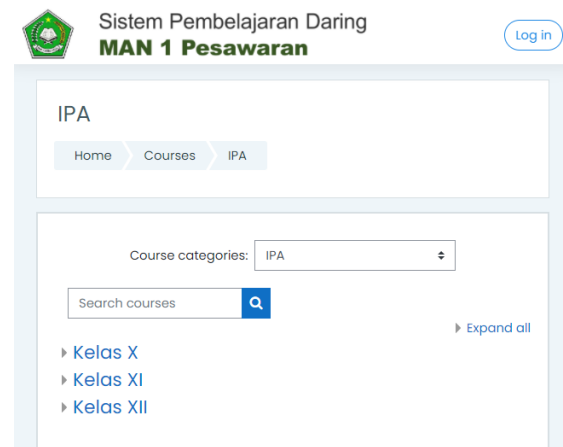 Sistem Pembelajaran Daring
MAN 1 Pesawaran
Log in
IPA
Home Courses IPA
Course categories: IPA
Search courses
Expand all
Kelas X
Kelas XI
Kelas XII